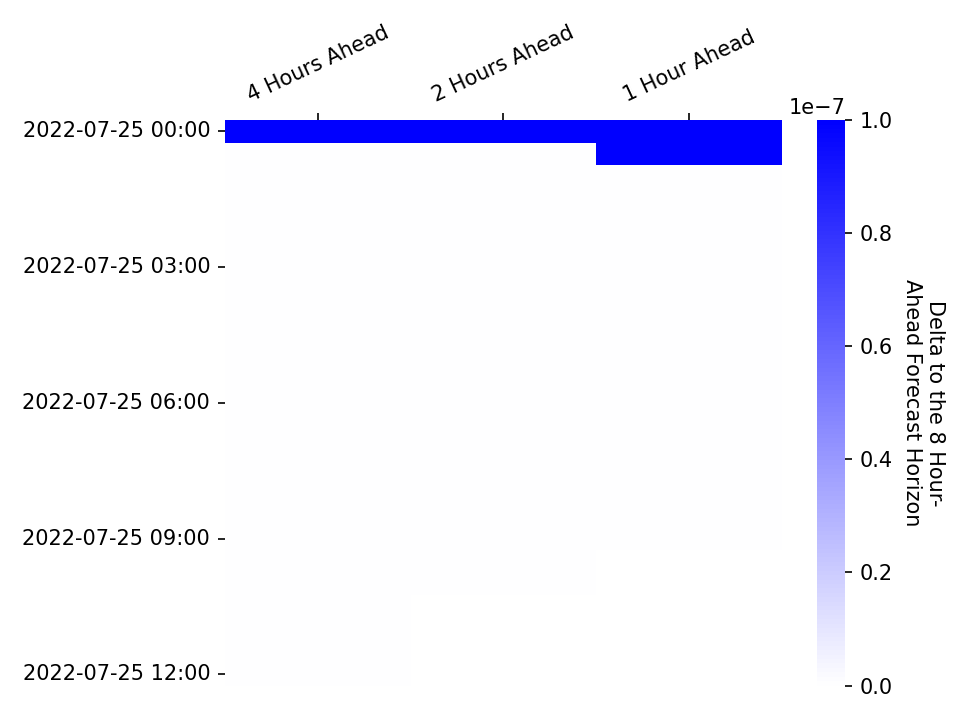 4 Hours Ahead
2 Hours Ahead
1 Hour Ahead
1e−7
2022-07-25 00:00
2022-07-25 03:00
2022-07-25 06:00
2022-07-25 09:00
2022-07-25 12:00
1.0
0.8
0.6
0.4
0.2
0.0
Delta to the 8 Hour-
Ahead Forecast Horizon